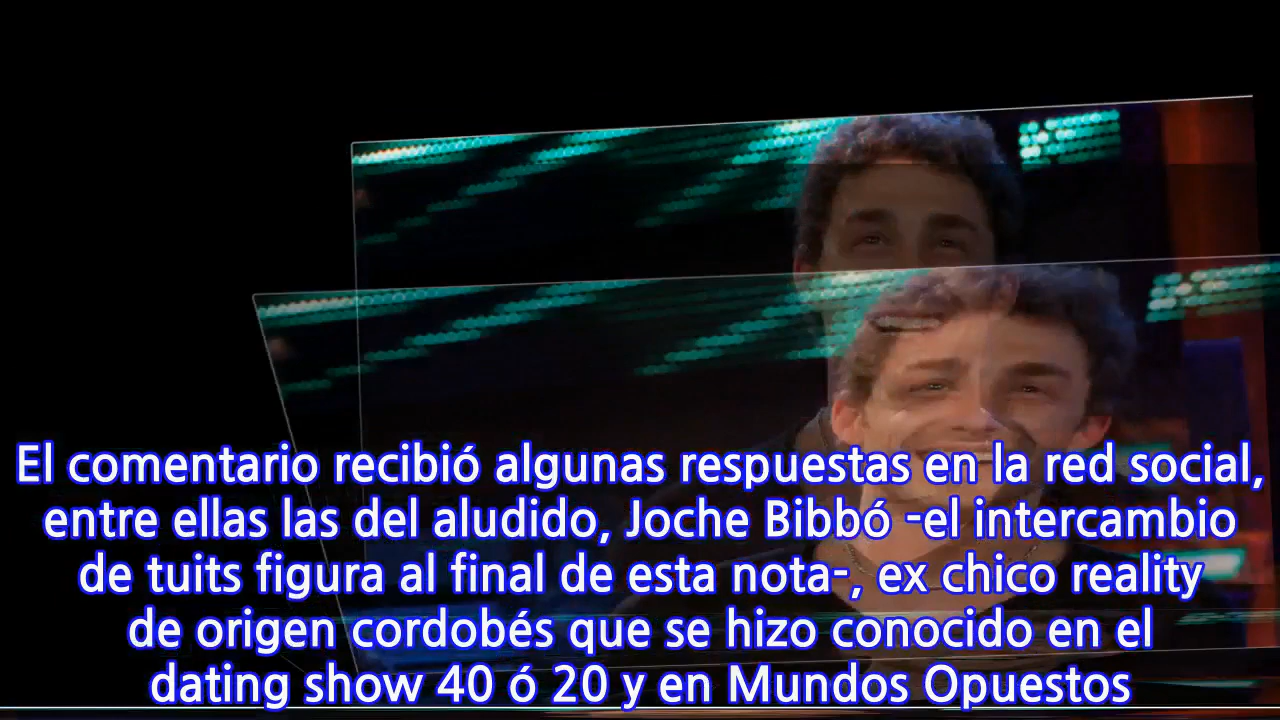 El comentario recibió algunas respuestas en la red social,
entre ellas las del aludido, Joche Bibbó -el intercambio
de tuits figura al final de esta nota-, ex chico reality
de origen cordobés que se hizo conocido en el
dating show 40 ó 20 y en Mundos Opuestos